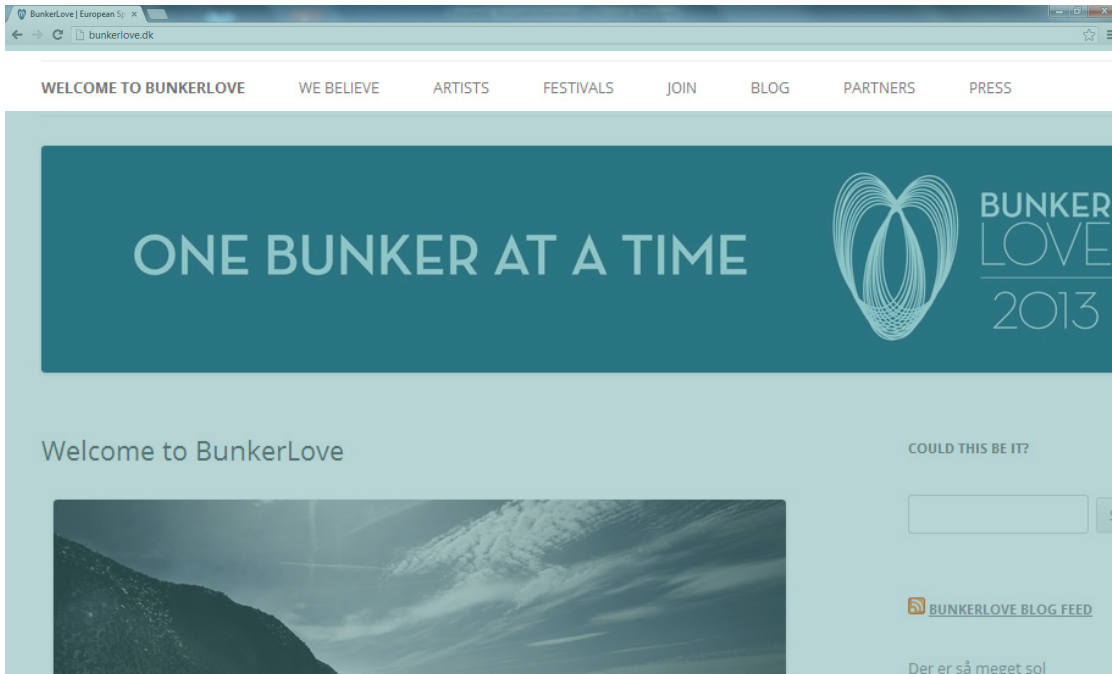 BunkerLove | European Sp
bunkerlove.dk
WELCOME TO BUNKERLOVE WE BELIEVE ARTISTS FESTIVALS JOIN BLOG PARTNERS PRESS
ONE BUNKER AT A TIME
BUNKER
LOVE
2013
Welcome to BunkerLove
COULD THIS BE IT?
BUNKERLOVE BLOG FEED
Der er så meget sol